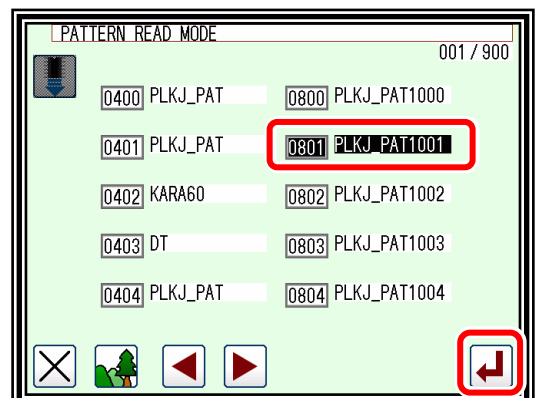 PATTERN READ MODE
001 / 900
0400 PLKJ_PAT 0800 PLKJ_PAT1000
0401 PLKJ_PAT 0801 PLKJ_PAT1001
0402 KARA60 0802 PLKJ_PAT1002
0403 DT 0803 PLKJ_PAT1003
0404 PLKJ_PAT 0804 PLKJ_PAT1004